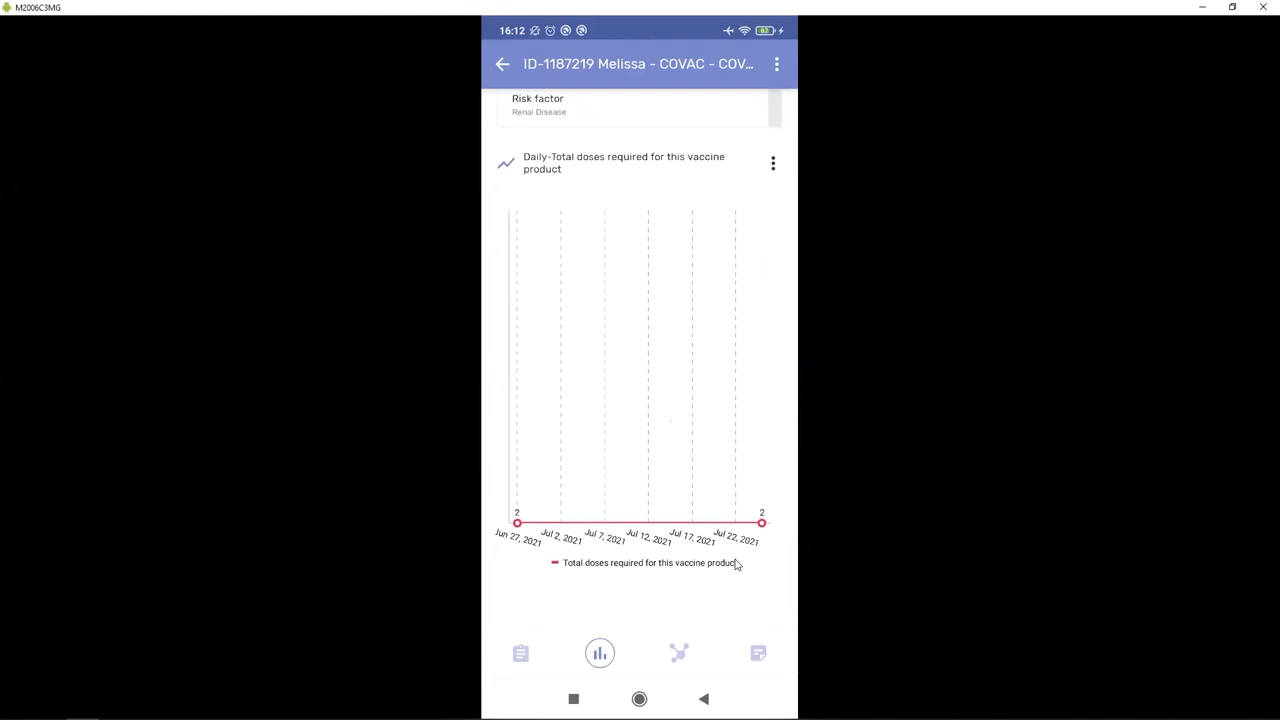 M2006C3MG
16:12
82
ID-1187219 Melissa - COVAC - COV...
Risk factor
Renal Disease
Daily-Total doses required for this vaccine
product
2
2
Jun 27, 2021
Jul 2, 2021
Jul 7, 2021
Jul 12, 2021
Jul 17, 2021
Jul 22, 2021
Total doses required for this vaccine product